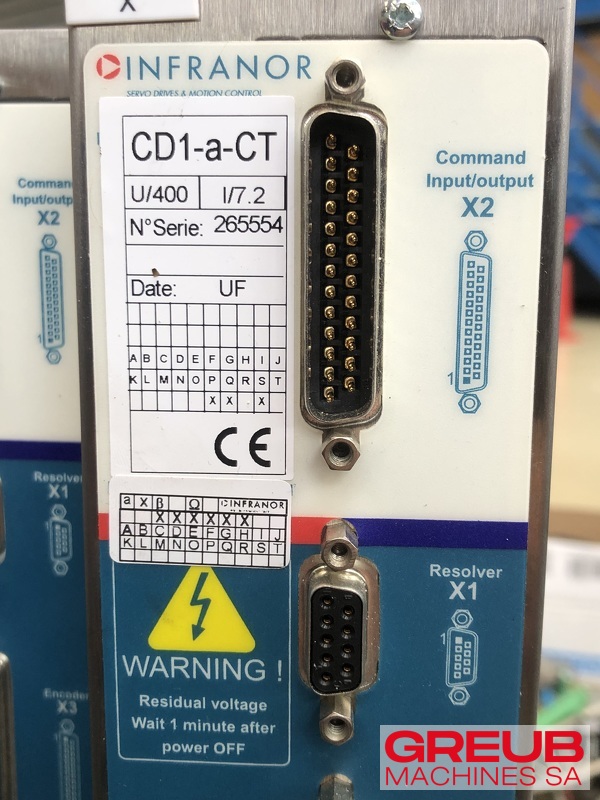 X
INFRANOR
SERVO DRIVES & MOTION CONTROL
CD1-a-CT
U/400 I/7.2
N°Serie: 265554
Date: UF
A B C D E F G H I J
K L M N O P Q R S T
X X X
CE
a X β Ω INFRANOR
X X X X X X
A B C D E F G H I J
K L M N O P Q R S T
WARNING !
Residual voltage
Wait 1 minute after
power OFF
Command
Input/output
X2
1
Resolver
X1
1
Command
Input/output
X2
1
Resolver
X1
1
Encoder
X3
GREUB
MACHINES SA